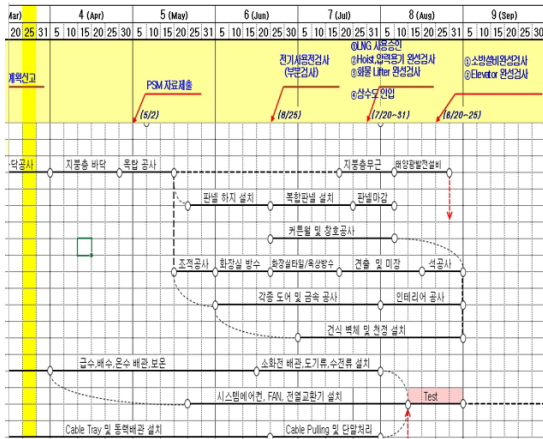 Mar) 4 (Apr) 5 (May) 6 (Jun) 7 (Jul) 8 (Aug) 9 (Sep)
20 25 31 5 10 15 20 25 30 5 10 15 20 25 31 5 10 15 20 25 30 5 10 15 20 25 31 5 10 15 20 25 31 5 10 15 20 25 30
계획신고
PSM 자료제출
(5/2)
전기사용전검사
(부분검사)
(6/25)
①LNG 사용승인
②Hoist,압력용기 완성검사
③화물 Lifter 완성검사
④상수도 인입
(7/20~31)
①소방설비완성검사
②Elevator 완성검사
(8/20~25)
닥공사 지붕층 바닥 옥탑 공사 지붕층무근 태양광발전설비
판넬 하지 설치 복합판넬 설치 판넬마감
커튼월 및 창호공사
조적공사 화장실 방수 화장실타일/옥상방수 견출 및 미장 석공사
각종 도어 및 금속 공사 인테리어 공사
건식 벽체 및 천정 설치
급수,배수,온수 배관,보온 소화전 배관,도기류,수전류 설치
시스템에어컨, FAN, 전열교환기 설치 Test
Cable Tray 및 동력배관 설치 Cable Pulling 및 단말처리